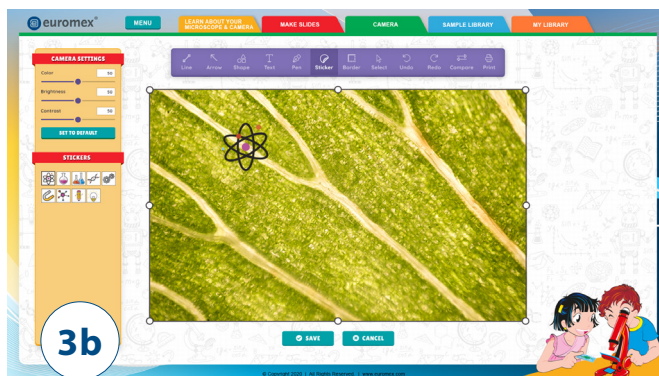 euromex®
MENU
LEARN ABOUT YOUR
MICROSCOPE & CAMERA
MAKE SLIDES
CAMERA
SAMPLE LIBRARY
MY LIBRARY
CAMERA SETTINGS
Color 50
Brightness 50
Contrast 50
SET TO DEFAULT
STICKERS
Line Arrow Shape Text Pen Sticker Border Select Undo Redo Compare Print
SAVE CANCEL
3b
© Copyright 2020 | All Rights Reserved. | www.euromex.com